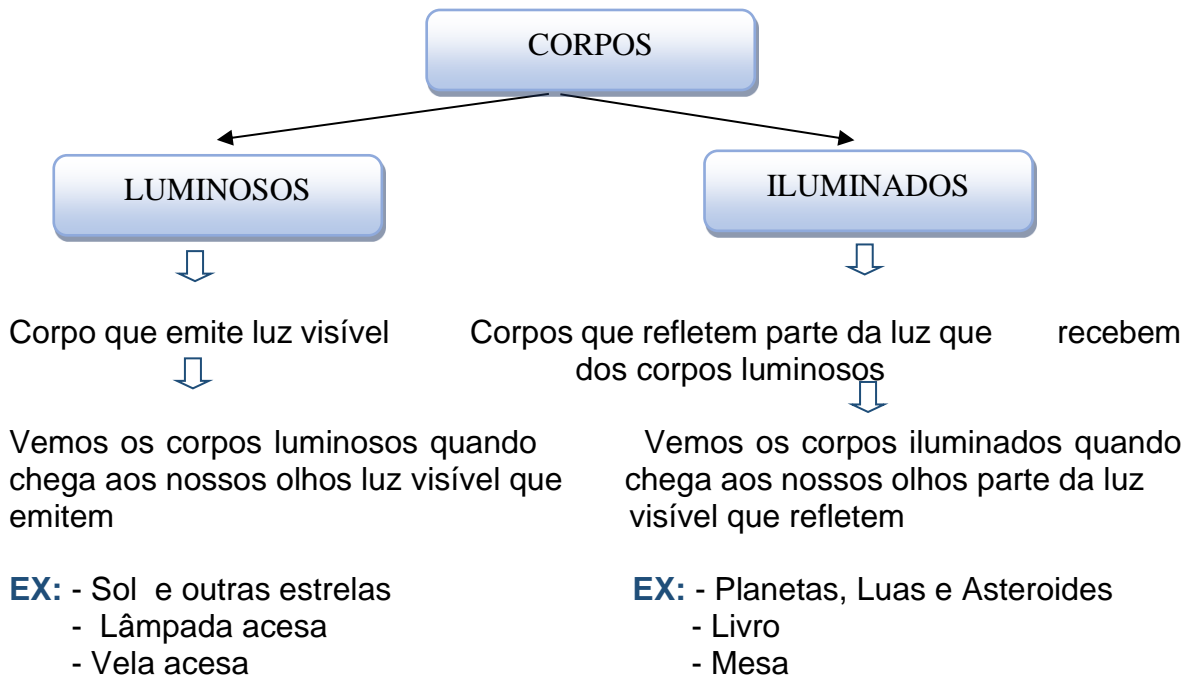 CORPOS
LUMINOSOS
ILUMINADOS
Corpo que emite luz visível
Corpos que refletem parte da luz que recebem
dos corpos luminosos
Vemos os corpos luminosos quando
chega aos nossos olhos luz visível que
emitem
Vemos os corpos iluminados quando
chega aos nossos olhos parte da luz
visível que refletem
EX: - Sol e outras estrelas
- Lâmpada acesa
- Vela acesa
EX: - Planetas, Luas e Asteroides
- Livro
- Mesa